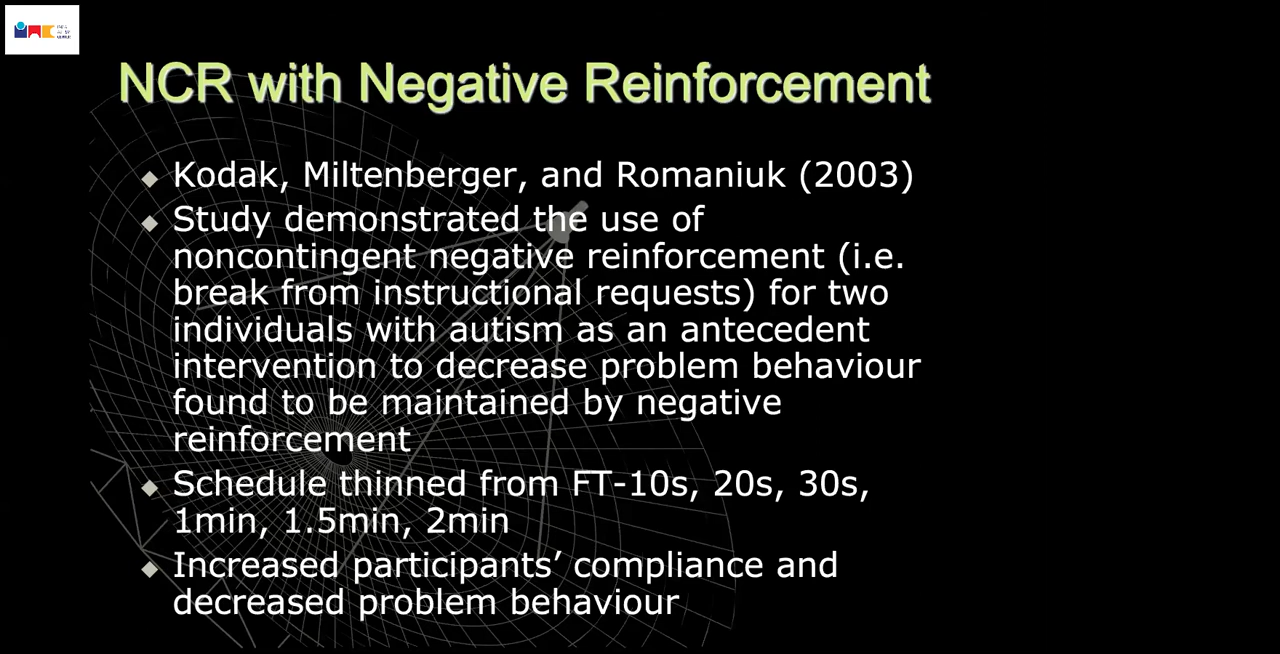 NCR with Negative Reinforcement
Kodak, Miltenberger, and Romaniuk (2003)
Study demonstrated the use of
noncontingent negative reinforcement (i.e.
break from instructional requests) for two
individuals with autism as an antecedent
intervention to decrease problem behaviour
found to be maintained by negative
reinforcement
Schedule thinned from FT-10s, 20s, 30s,
1min, 1.5min, 2min
Increased participants’ compliance and
decreased problem behaviour